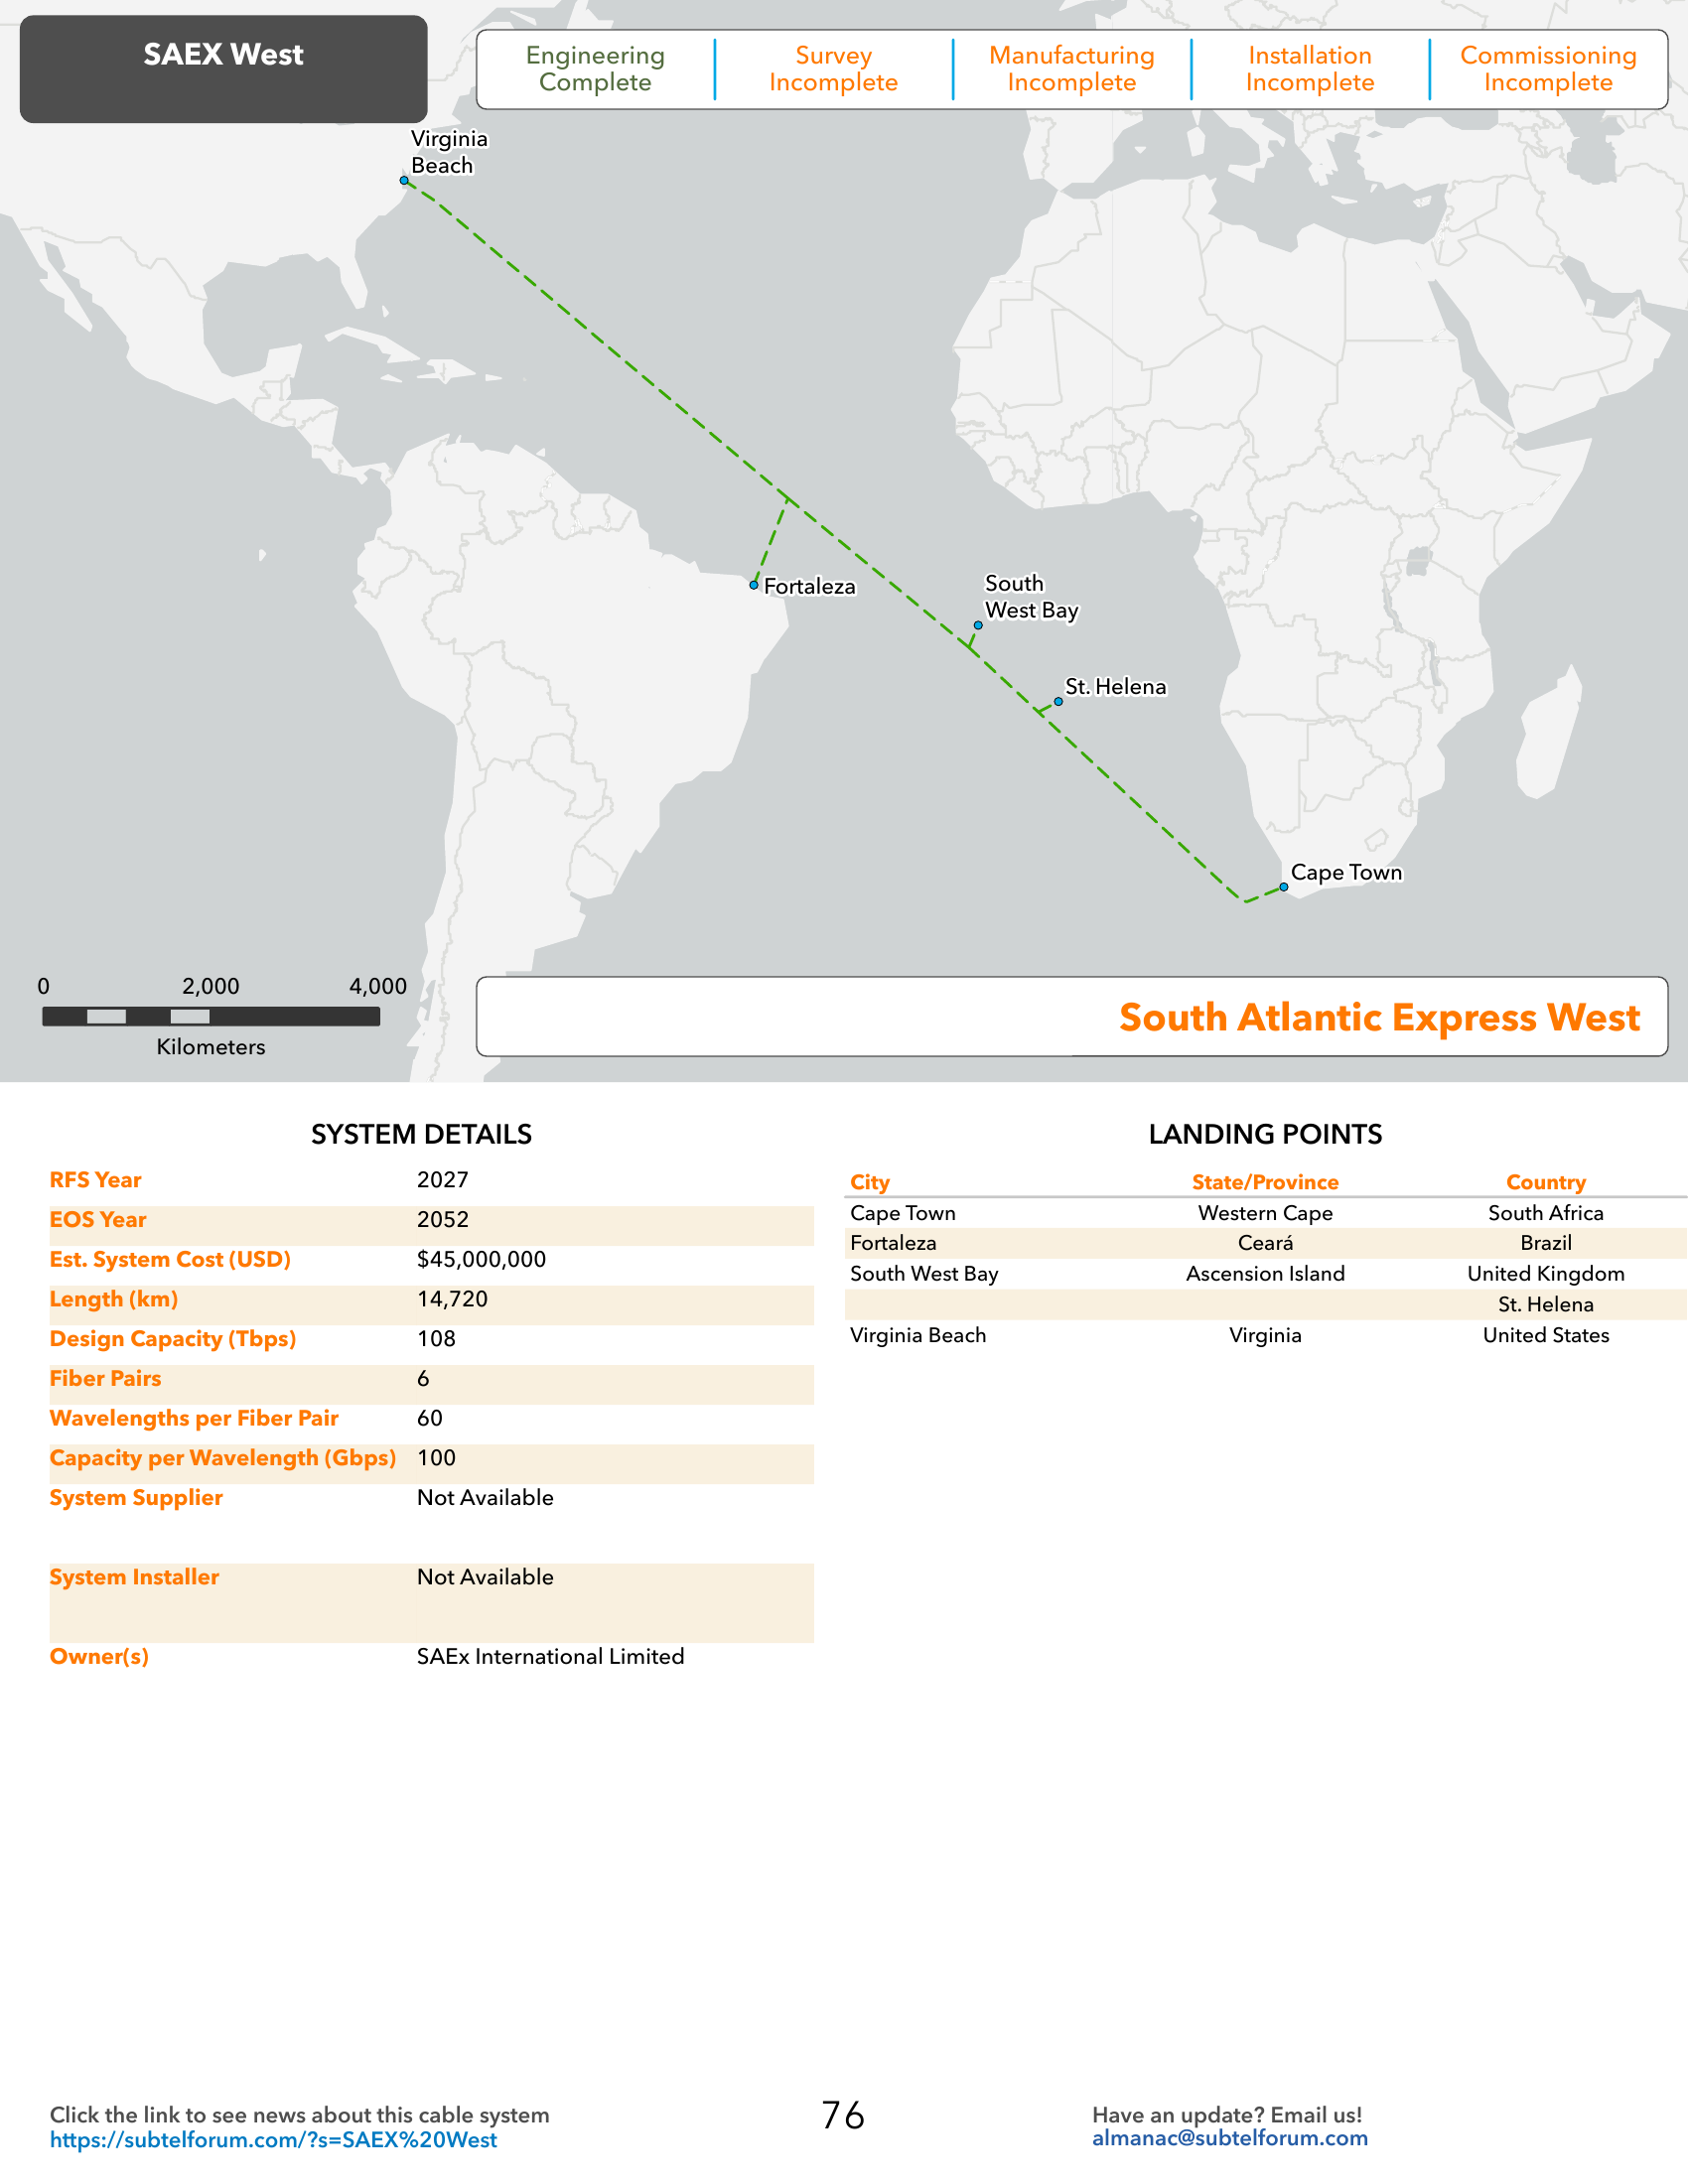 SAEX West
Engineering
Complete
Survey
Incomplete
Manufacturing
Incomplete
Installation
Incomplete
Commissioning
Incomplete
Virginia
Beach
Fortaleza
South
West Bay
St. Helena
Cape Town
0 2,000 4,000
Kilometers
South Atlantic Express West
SYSTEM DETAILS
RFS Year 2027
EOS Year 2052
Est. System Cost (USD) $45,000,000
Length (km) 14,720
Design Capacity (Tbps) 108
Fiber Pairs 6
Wavelengths per Fiber Pair 60
Capacity per Wavelength (Gbps) 100
System Supplier Not Available
System Installer Not Available
Owner(s) SAEx International Limited
LANDING POINTS
City State/Province Country
Cape Town Western Cape South Africa
Fortaleza Ceará Brazil
South West Bay Ascension Island United Kingdom
St. Helena
Virginia Beach Virginia United States
Click the link to see news about this cable system
https://subtelforum.com/?s=SAEX%20West
76
Have an update? Email us!
almanac@subtelforum.com